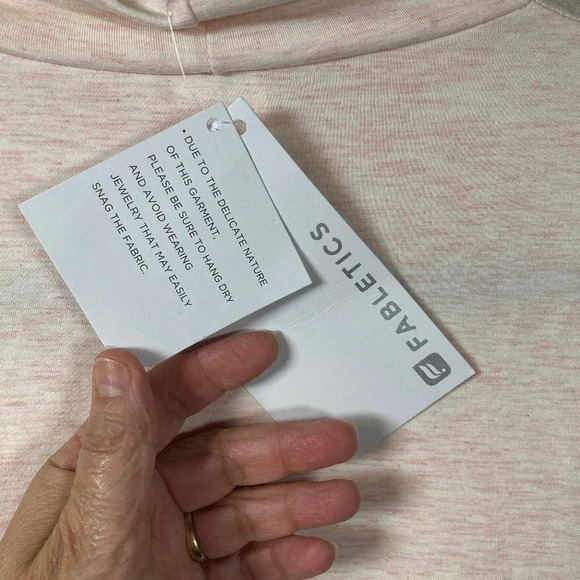 • DUE TO THE DELICATE NATURE
OF THIS GARMENT,
PLEASE BE SURE TO HANG DRY
AND AVOID WEARING
JEWELRY THAT MAY EASILY
SNAG THE FABRIC.
FABLETICS